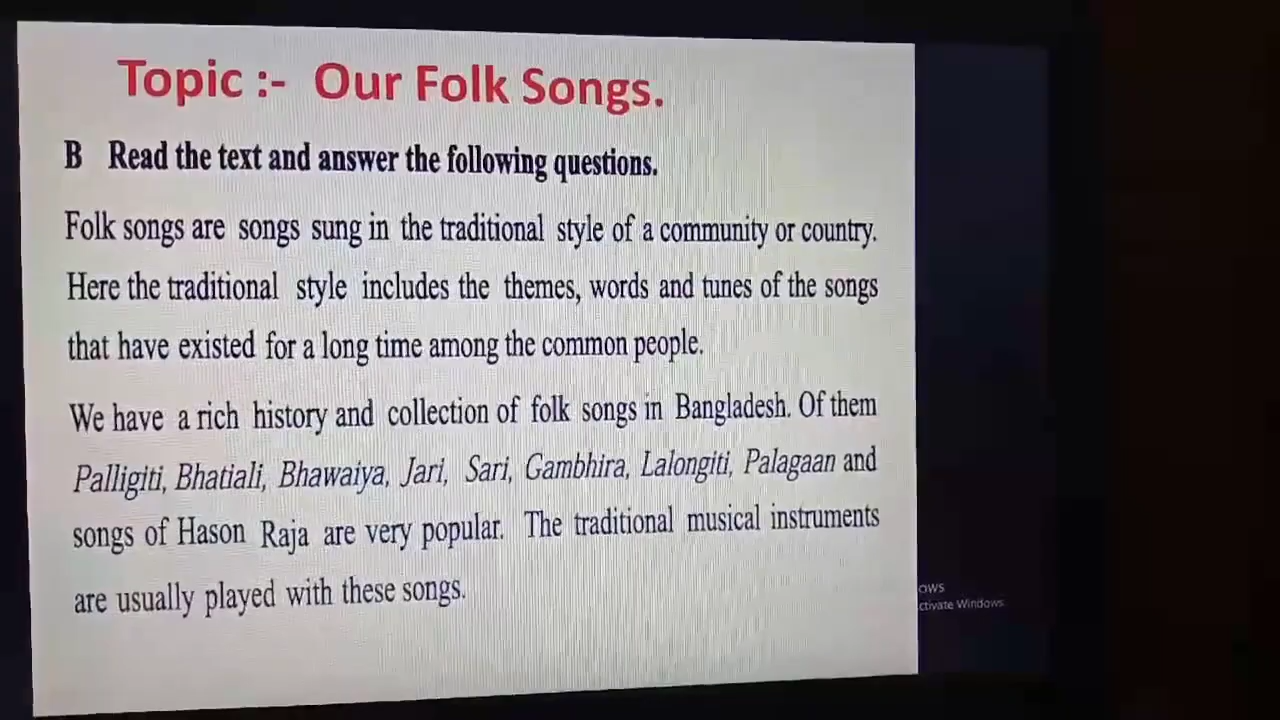 Topic :- Our Folk Songs.
B Read the text and answer the following questions.
Folk songs are songs sung in the traditional style of a community or country.
Here the traditional style includes the themes, words and tunes of the songs
that have existed for a long time among the common people.
We have a rich history and collection of folk songs in Bangladesh. Of them
Palligiti, Bhatiali, Bhawaiya, Jari, Sari, Gambhira, Lalongiti, Palagaan and
songs of Hason Raja are very popular. The traditional musical instruments
are usually played with these songs.
ows
ctivate Windows